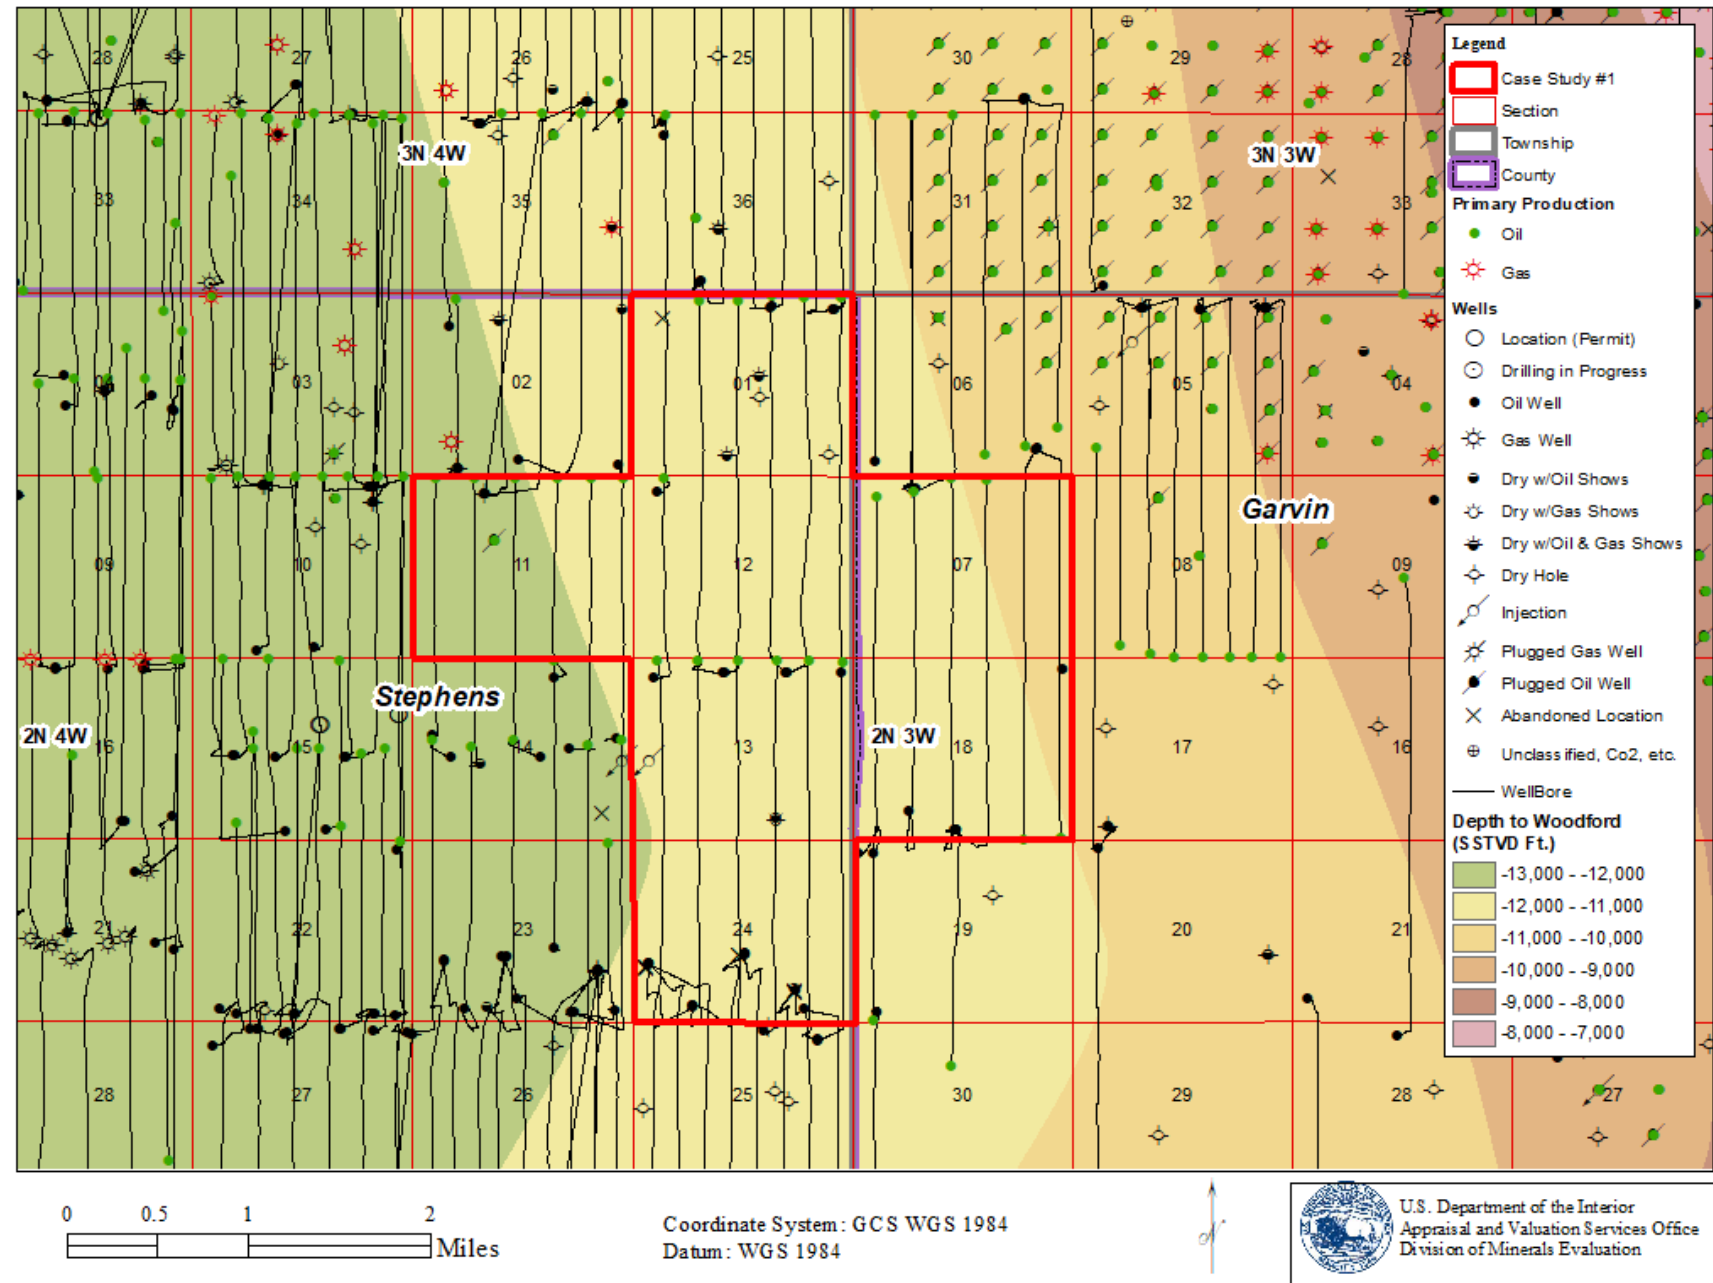 28
27
26
25
30
29
28
3N 4W
3N 3W
33
34
35
36
31
32
33
04
03
02
01
06
05
04
Garvin
09
10
11
12
07
08
09
Stephens
2N 4W
16
15
14
13
2N 3W
18
17
16
21
22
23
24
19
20
21
28
27
26
25
30
29
28
27
Legend
Case Study #1
Section
Township
County
Primary Production
Oil
Gas
Wells
Location (Permit)
Drilling in Progress
Oil Well
Gas Well
Dry w/Oil Shows
Dry w/Gas Shows
Dry w/Oil & Gas Shows
Dry Hole
Injection
Plugged Gas Well
Plugged Oil Well
Abandoned Location
Unclassified, Co2, etc.
WellBore
Depth to Woodford
(SSTVD Ft.)
-13,000 - -12,000
-12,000 - -11,000
-11,000 - -10,000
-10,000 - -9,000
-9,000 - -8,000
-8,000 - -7,000
0 0.5 1 2
Miles
Coordinate System: GCS WGS 1984
Datum: WGS 1984
N
U.S. Department of the Interior
Appraisal and Valuation Services Office
Division of Minerals Evaluation